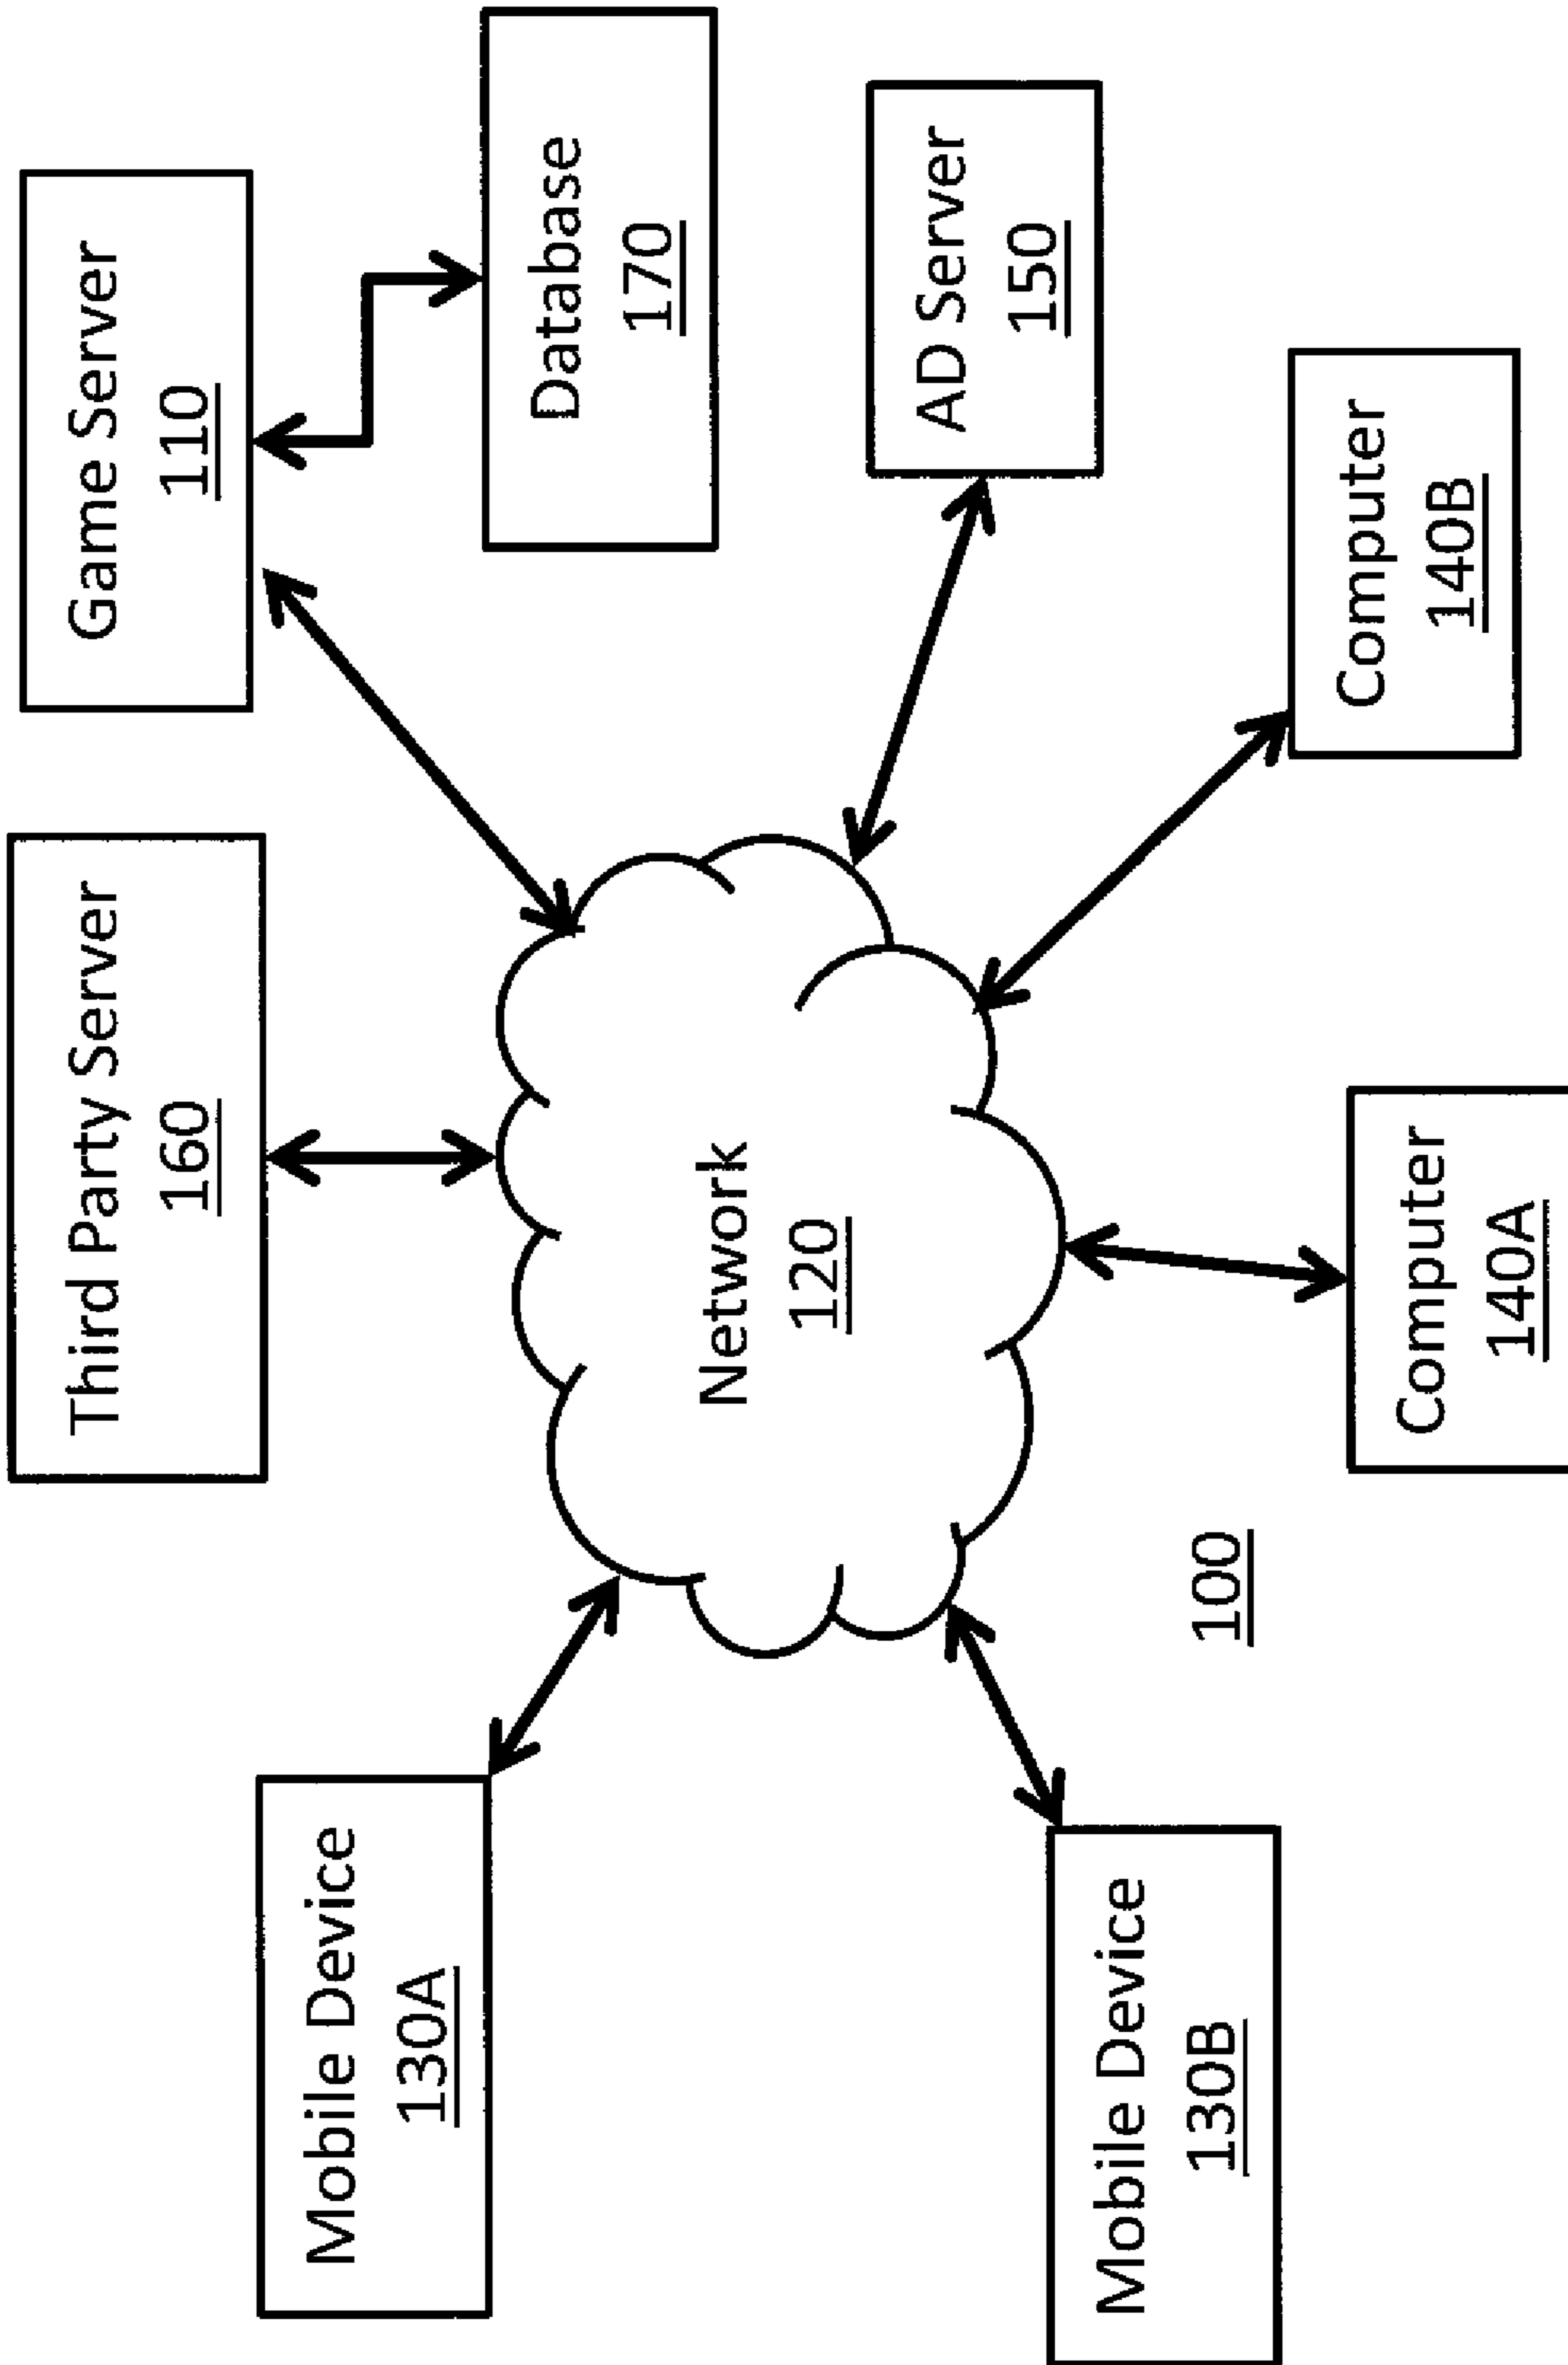 Third Party Server
160
Game Server
110
Mobile Device
130A
Database
170
Network
120
AD Server
150
Mobile Device
130B
100
Computer
140A
Computer
140B